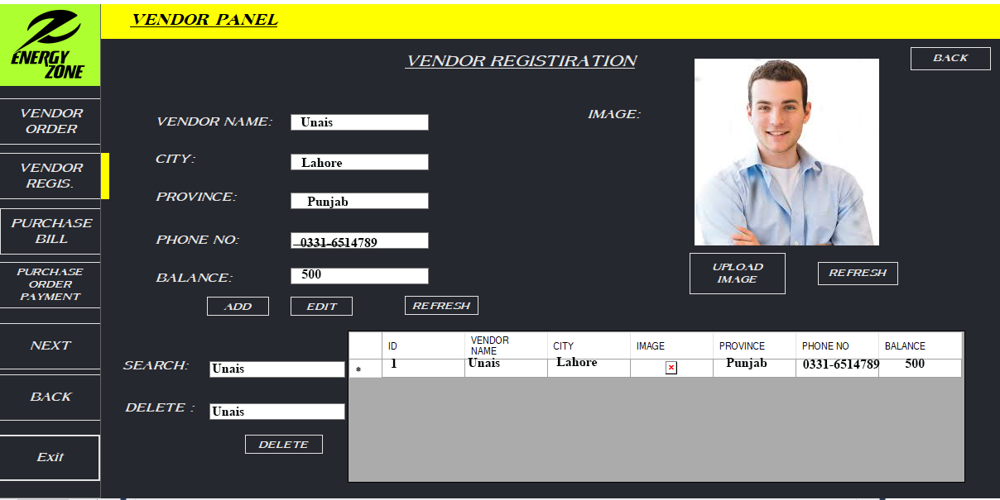 ENERGY
ZONE
VENDOR PANEL
VENDOR REGISTIRATION
BACK
VENDOR
ORDER
VENDOR
REGIS.
PURCHASE
BILL
PURCHASE
ORDER
PAYMENT
NEXT
BACK
Exit
VENDOR NAME: Unais
CITY: Lahore
PROVINCE: Punjab
PHONE NO: 0331-6514789
BALANCE: 500
ADD EDIT REFRESH
IMAGE:
UPLOAD
IMAGE
REFRESH
SEARCH: Unais
DELETE : Unais
DELETE
ID VENDOR NAME CITY IMAGE PROVINCE PHONE NO BALANCE
* 1 Unais Lahore Punjab 0331-6514789 500